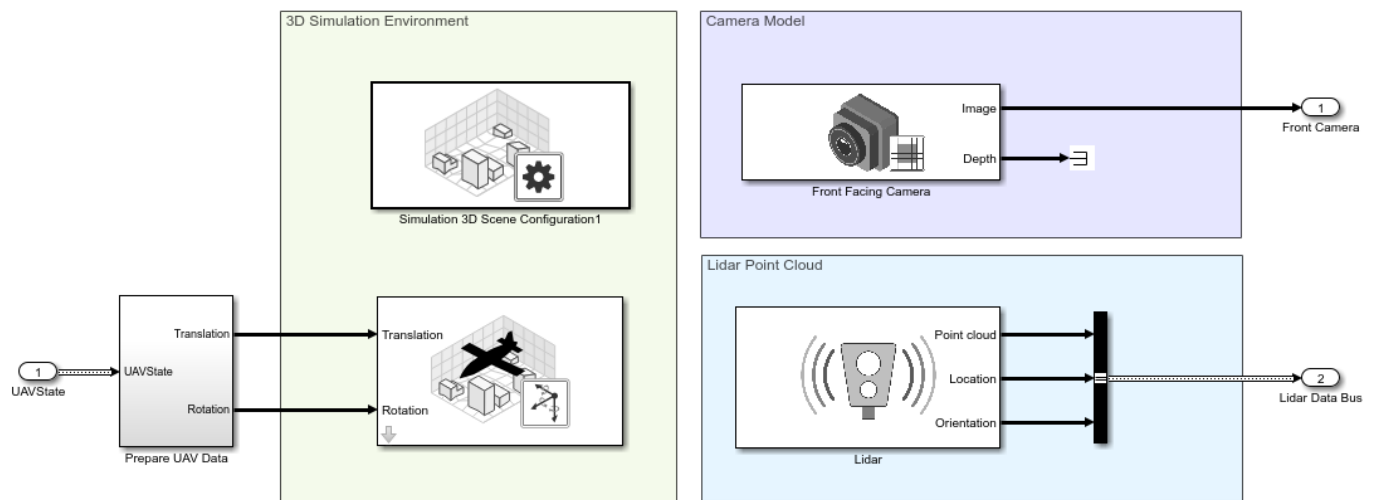 3D Simulation Environment
Camera Model
Simulation 3D Scene Configuration1
Image
Depth
Front Facing Camera
1
Front Camera
1
UAVState
UAVState
Translation
Rotation
Prepare UAV Data
Translation
Rotation
Lidar Point Cloud
Point cloud
Location
Orientation
Lidar
2
Lidar Data Bus